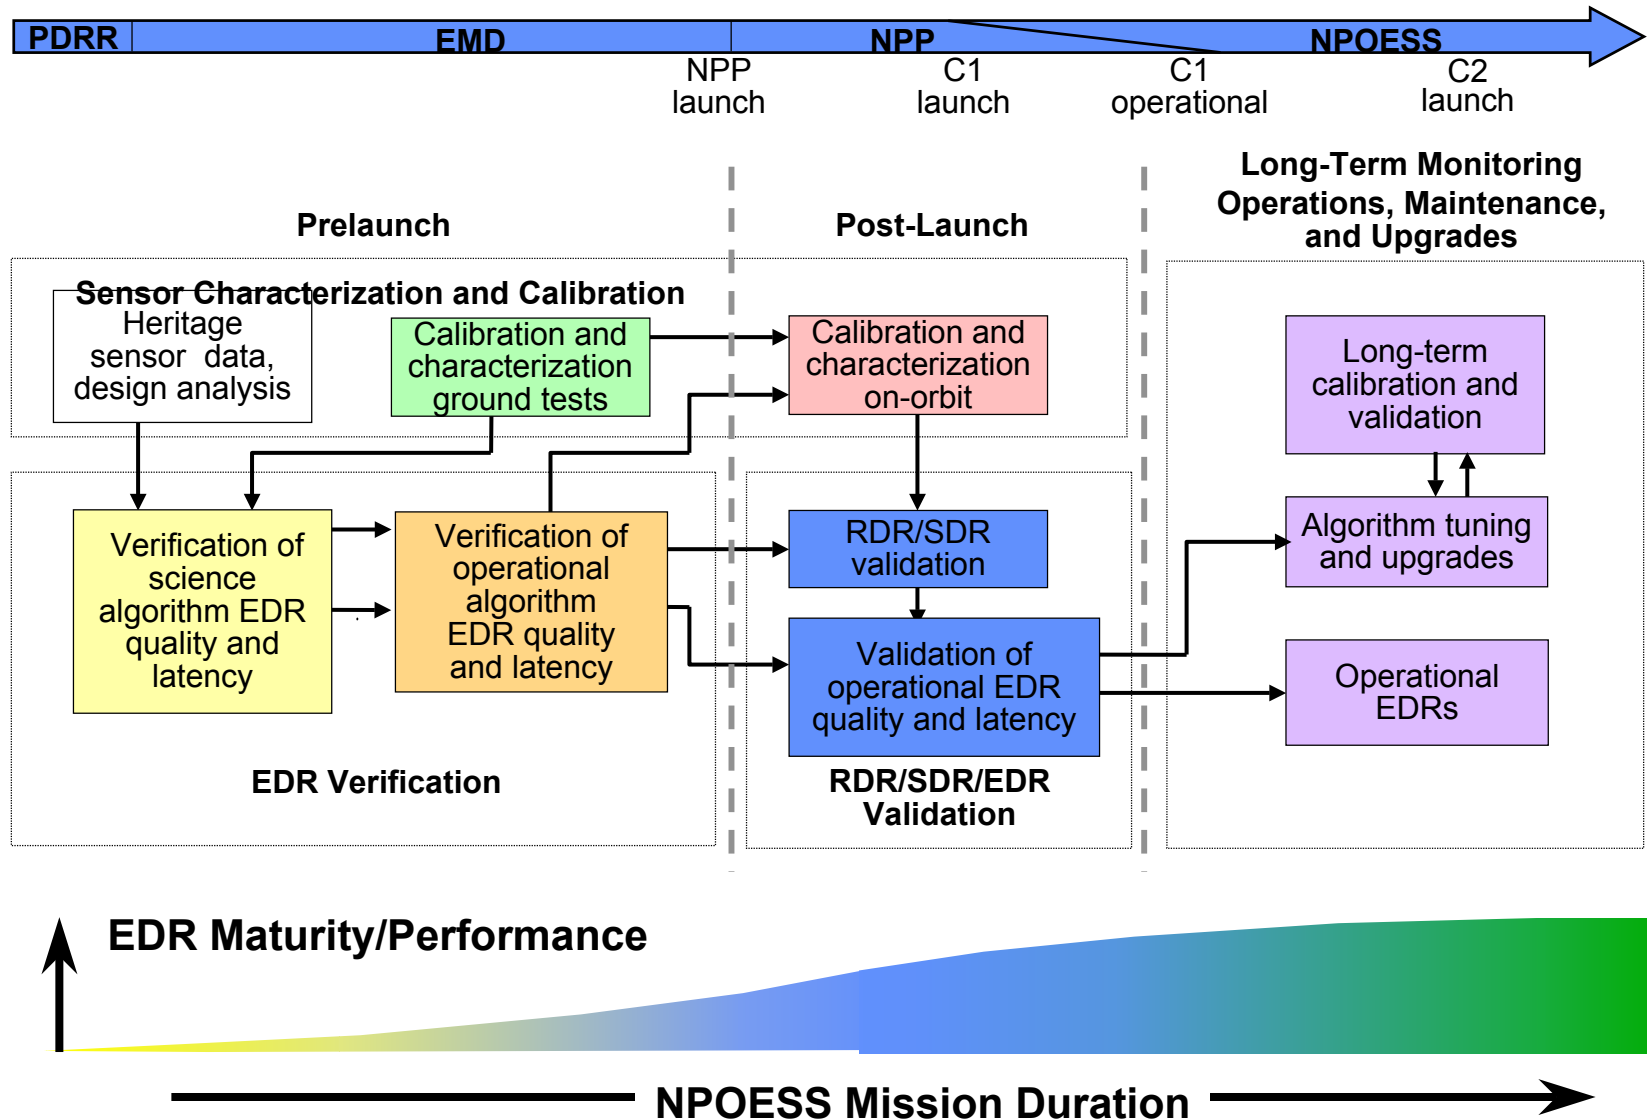 PDRR EMD NPP NPOESS
NPP
launch
C1
launch
C1
operational
C2
launch
Prelaunch
Post-Launch
Long-Term Monitoring
Operations, Maintenance,
and Upgrades
Sensor Characterization and Calibration
Heritage
sensor data,
design analysis
Calibration and
characterization
ground tests
Calibration and
characterization
on-orbit
Long-term
calibration and
validation
Verification of
science
algorithm EDR
quality and
latency
Verification of
operational
algorithm
EDR quality
and latency
RDR/SDR
validation
Algorithm tuning
and upgrades
Validation of
operational EDR
quality and latency
Operational
EDRs
EDR Verification
RDR/SDR/EDR
Validation
EDR Maturity/Performance
NPOESS Mission Duration